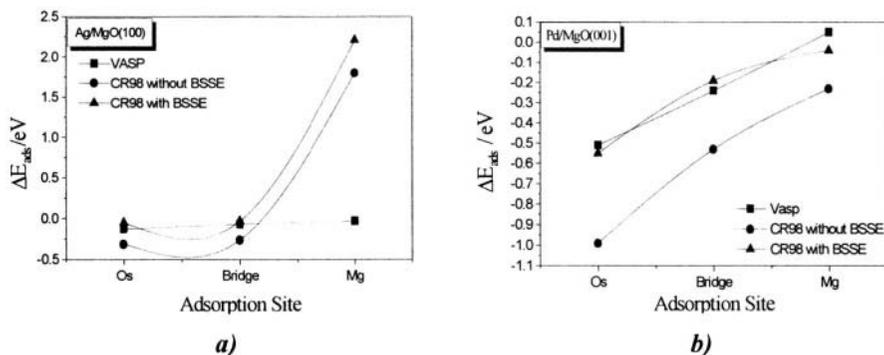 Ag/MgO(100)
VASP
CR98 without BSSE
CR98 with BSSE
2.5
2.0
1.5
1.0
0.5
0.0
-0.5
ΔE_ads/eV
Os
Bridge
Mg
Adsorption Site
a)
Pd/MgO(001)
0.1
0.0
-0.1
-0.2
-0.3
-0.4
-0.5
-0.6
-0.7
-0.8
-0.9
-1.0
-1.1
ΔE_ads / eV
Vasp
CR98 without BSSE
CR98 with BSSE
Os
Bridge
Mg
Adsorption Site
b)